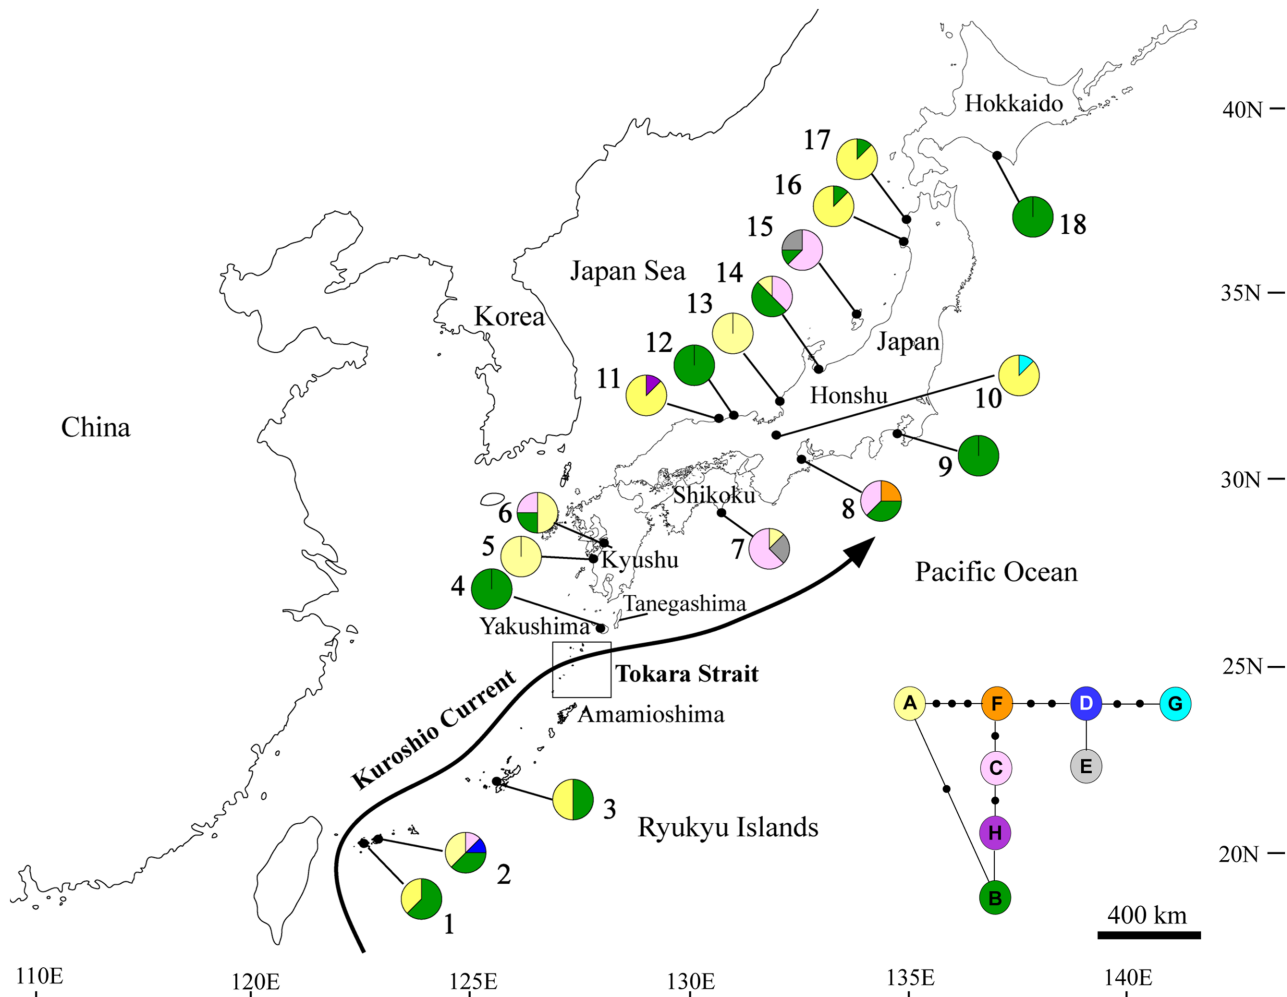 40N
Hokkaido
17
16
15
18
Japan Sea
14
35N
Korea
13
Japan
12
11
Honshu
10
China
9
30N
Shikoku
6
8
5
7
Kyushu
4
Pacific Ocean
Tanegashima
Yakushima
25N
Tokara Strait
Kuroshio Current
Amamioshima
A
F
D
G
C
E
3
Ryukyu Islands
H
20N
2
B
1
400 km
110E
120E
125E
130E
135E
140E